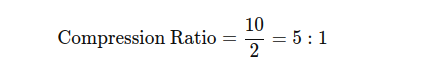 Compression Ratio = 10/2 = 5 : 1